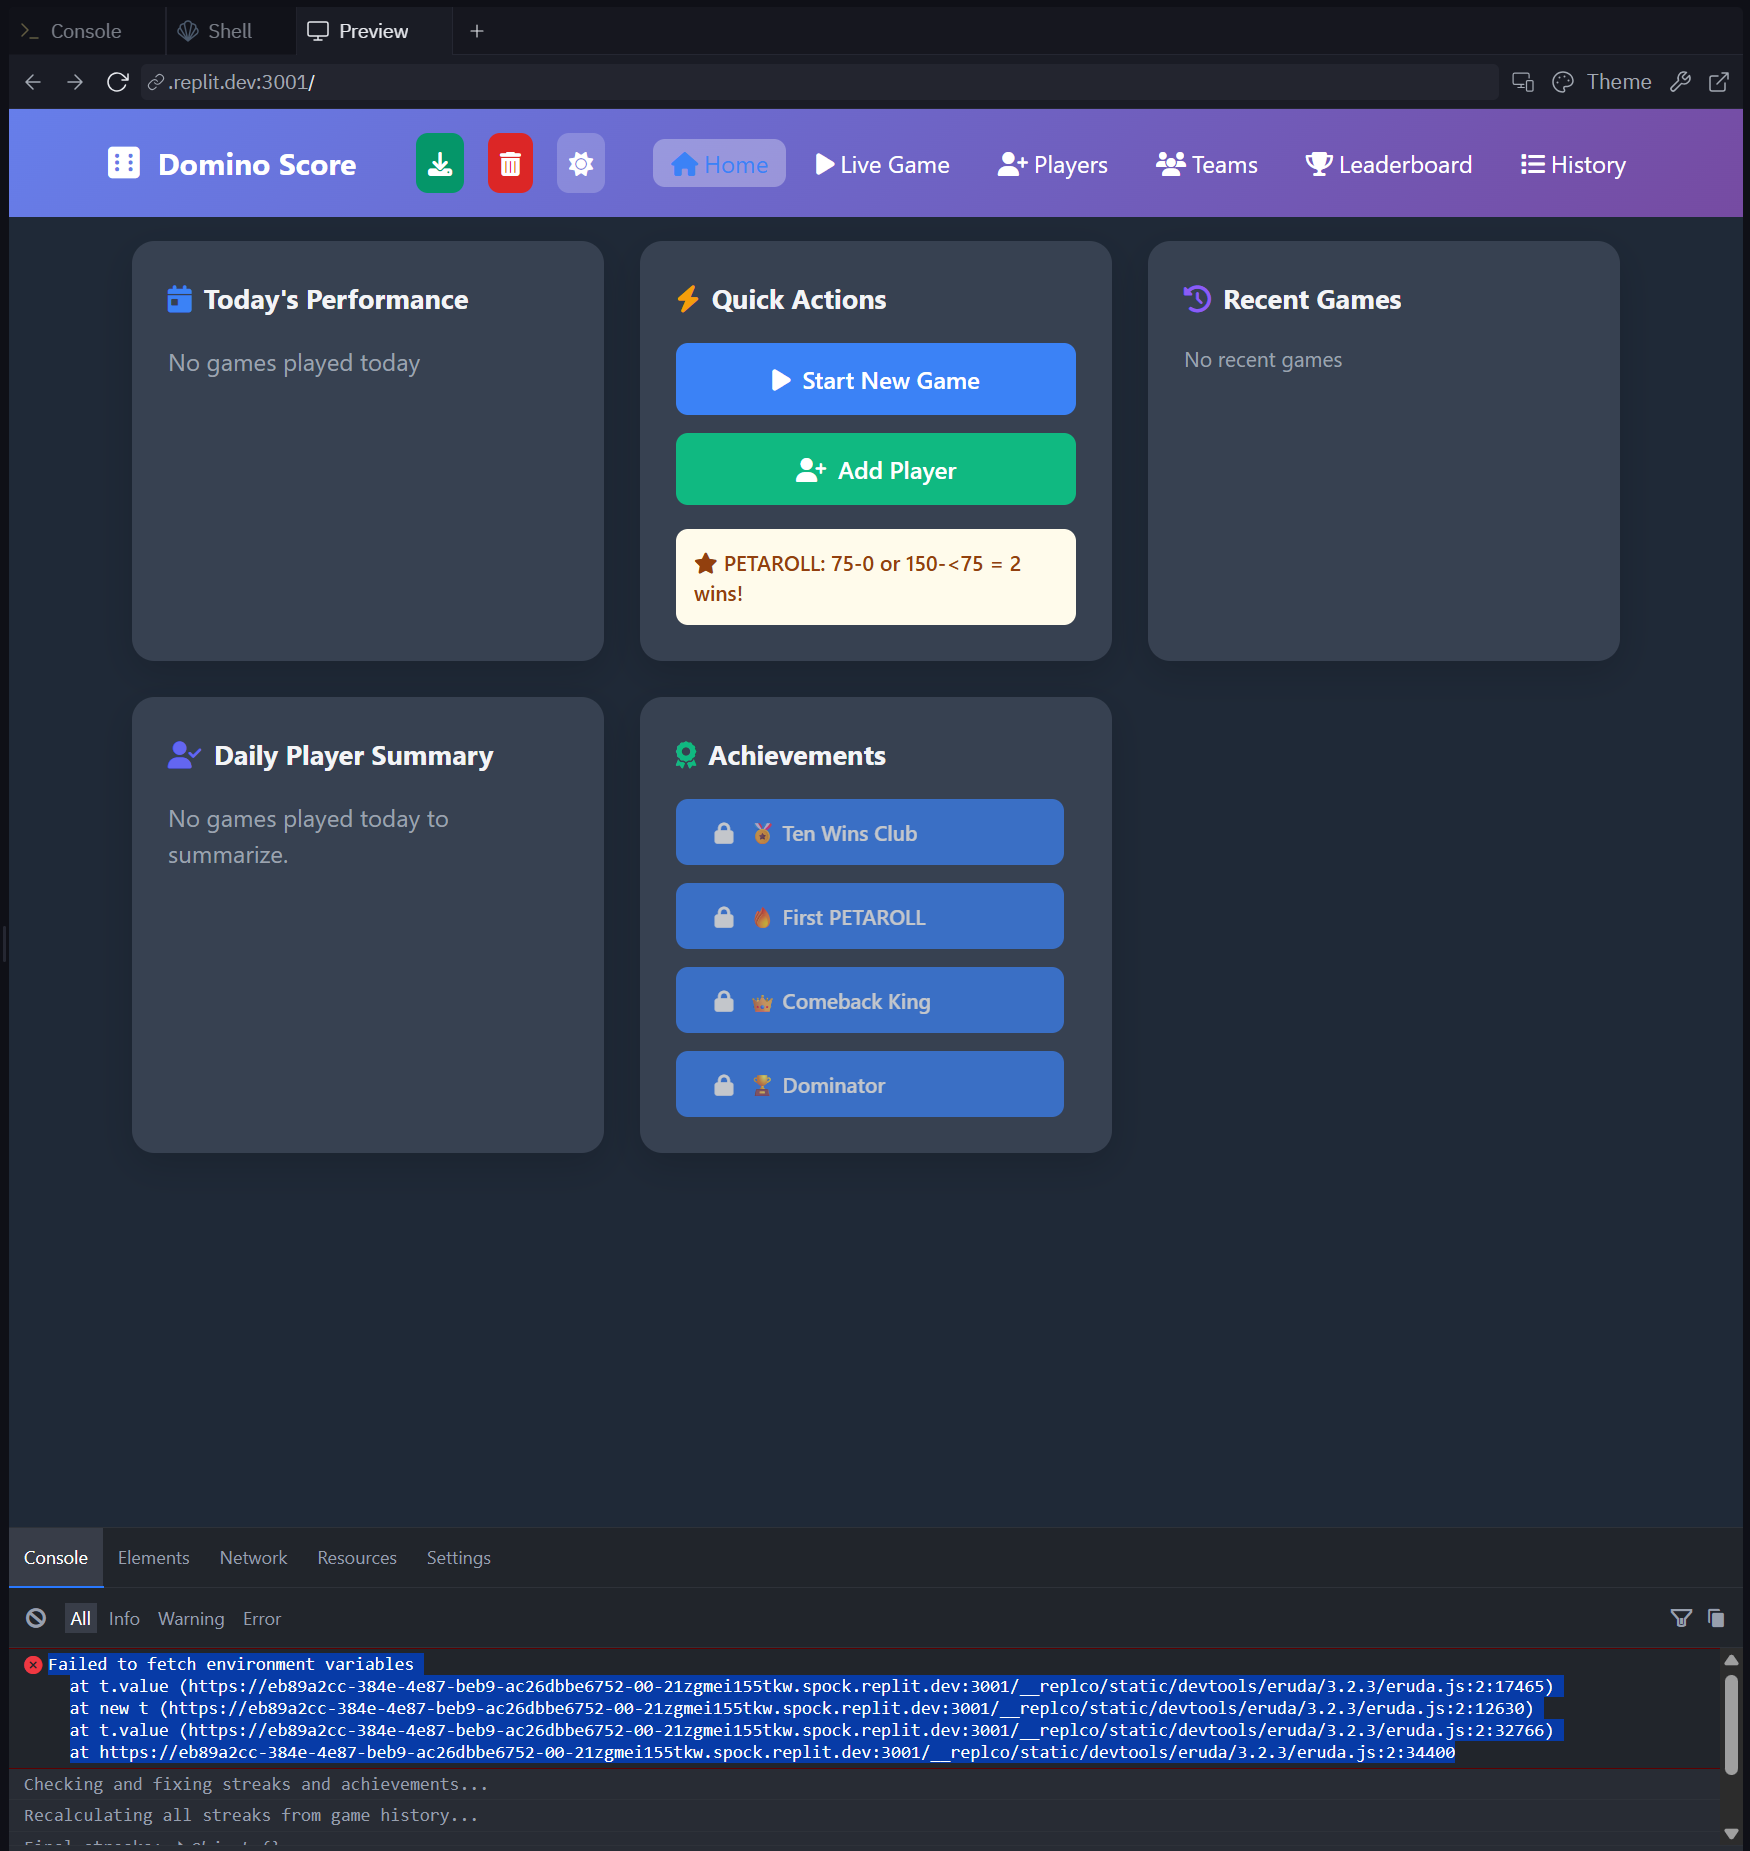 Console
Shell
Preview
.replit.dev:3001/
Theme
Domino Score
Home
Live Game
Players
Teams
Leaderboard
History
Today's Performance
No games played today
Quick Actions
Start New Game
Add Player
PETAROLL: 75-0 or 150-<75 = 2
wins!
Recent Games
No recent games
Daily Player Summary
No games played today to
summarize.
Achievements
Ten Wins Club
First PETAROLL
Comeback King
Dominator
Console
Elements
Network
Resources
Settings
All
Info
Warning
Error
Failed to fetch environment variables
at t.value (https://eb89a2cc-384e-4e87-beb9-ac26dbbe6752-00-21zgmei155tkw.spock.replit.dev:3001/__replco/static/devtools/eruda/3.2.3/eruda.js:2:17465)
at new t (https://eb89a2cc-384e-4e87-beb9-ac26dbbe6752-00-21zgmei155tkw.spock.replit.dev:3001/__replco/static/devtools/eruda/3.2.3/eruda.js:2:12630)
at t.value (https://eb89a2cc-384e-4e87-beb9-ac26dbbe6752-00-21zgmei155tkw.spock.replit.dev:3001/__replco/static/devtools/eruda/3.2.3/eruda.js:2:32766)
at https://eb89a2cc-384e-4e87-beb9-ac26dbbe6752-00-21zgmei155tkw.spock.replit.dev:3001/__replco/static/devtools/eruda/3.2.3/eruda.js:2:34400
Checking and fixing streaks and achievements...
Recalculating all streaks from game history...